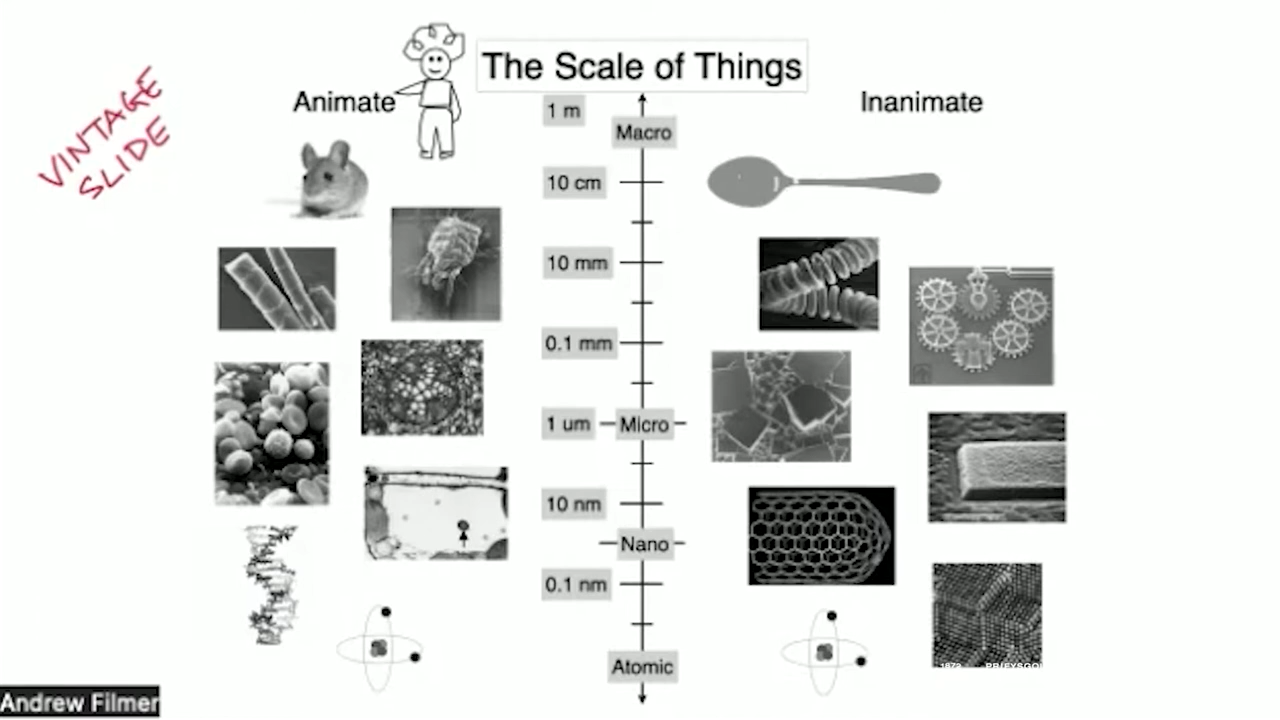 The Scale of Things
VINTAGE
SLIDE
Animate
Inanimate
1 m
Macro
10 cm
10 mm
0.1 mm
1 um
Micro
10 nm
Nano
0.1 nm
Atomic
Andrew Filmer